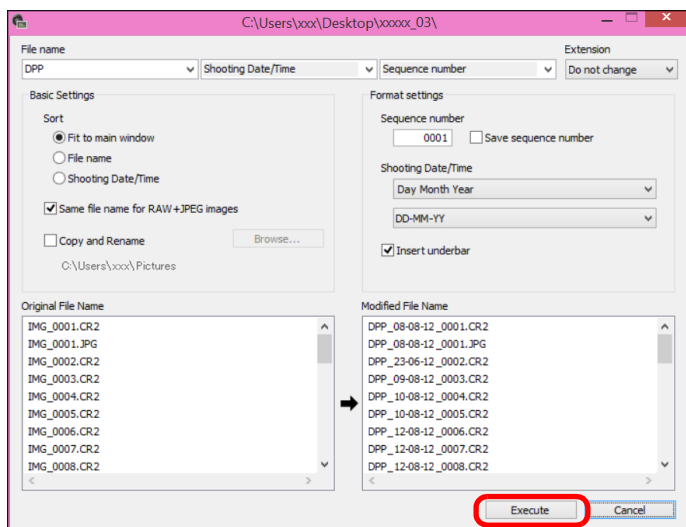 C:\Users\xxx\Desktop\xxxxx_03\
File name
Extension
DPP Shooting Date/Time Sequence number Do not change
Basic Settings
Sort
Fit to main window
File name
Shooting Date/Time
Same file name for RAW+JPEG images
Copy and Rename Browse...
C:\Users\xxx\Pictures
Format settings
Sequence number
0001 Save sequence number
Shooting Date/Time
Day Month Year
DD-MM-YY
Insert underbar
Original File Name
IMG_0001.CR2
IMG_0001.JPG
IMG_0002.CR2
IMG_0003.CR2
IMG_0004.CR2
IMG_0005.CR2
IMG_0006.CR2
IMG_0007.CR2
IMG_0008.CR2
Modified File Name
DPP_08-08-12_0001.CR2
DPP_08-08-12_0001.JPG
DPP_23-06-12_0002.CR2
DPP_09-08-12_0003.CR2
DPP_10-08-12_0004.CR2
DPP_10-08-12_0005.CR2
DPP_12-08-12_0006.CR2
DPP_12-08-12_0007.CR2
DPP_12-08-12_0008.CR2
Execute Cancel